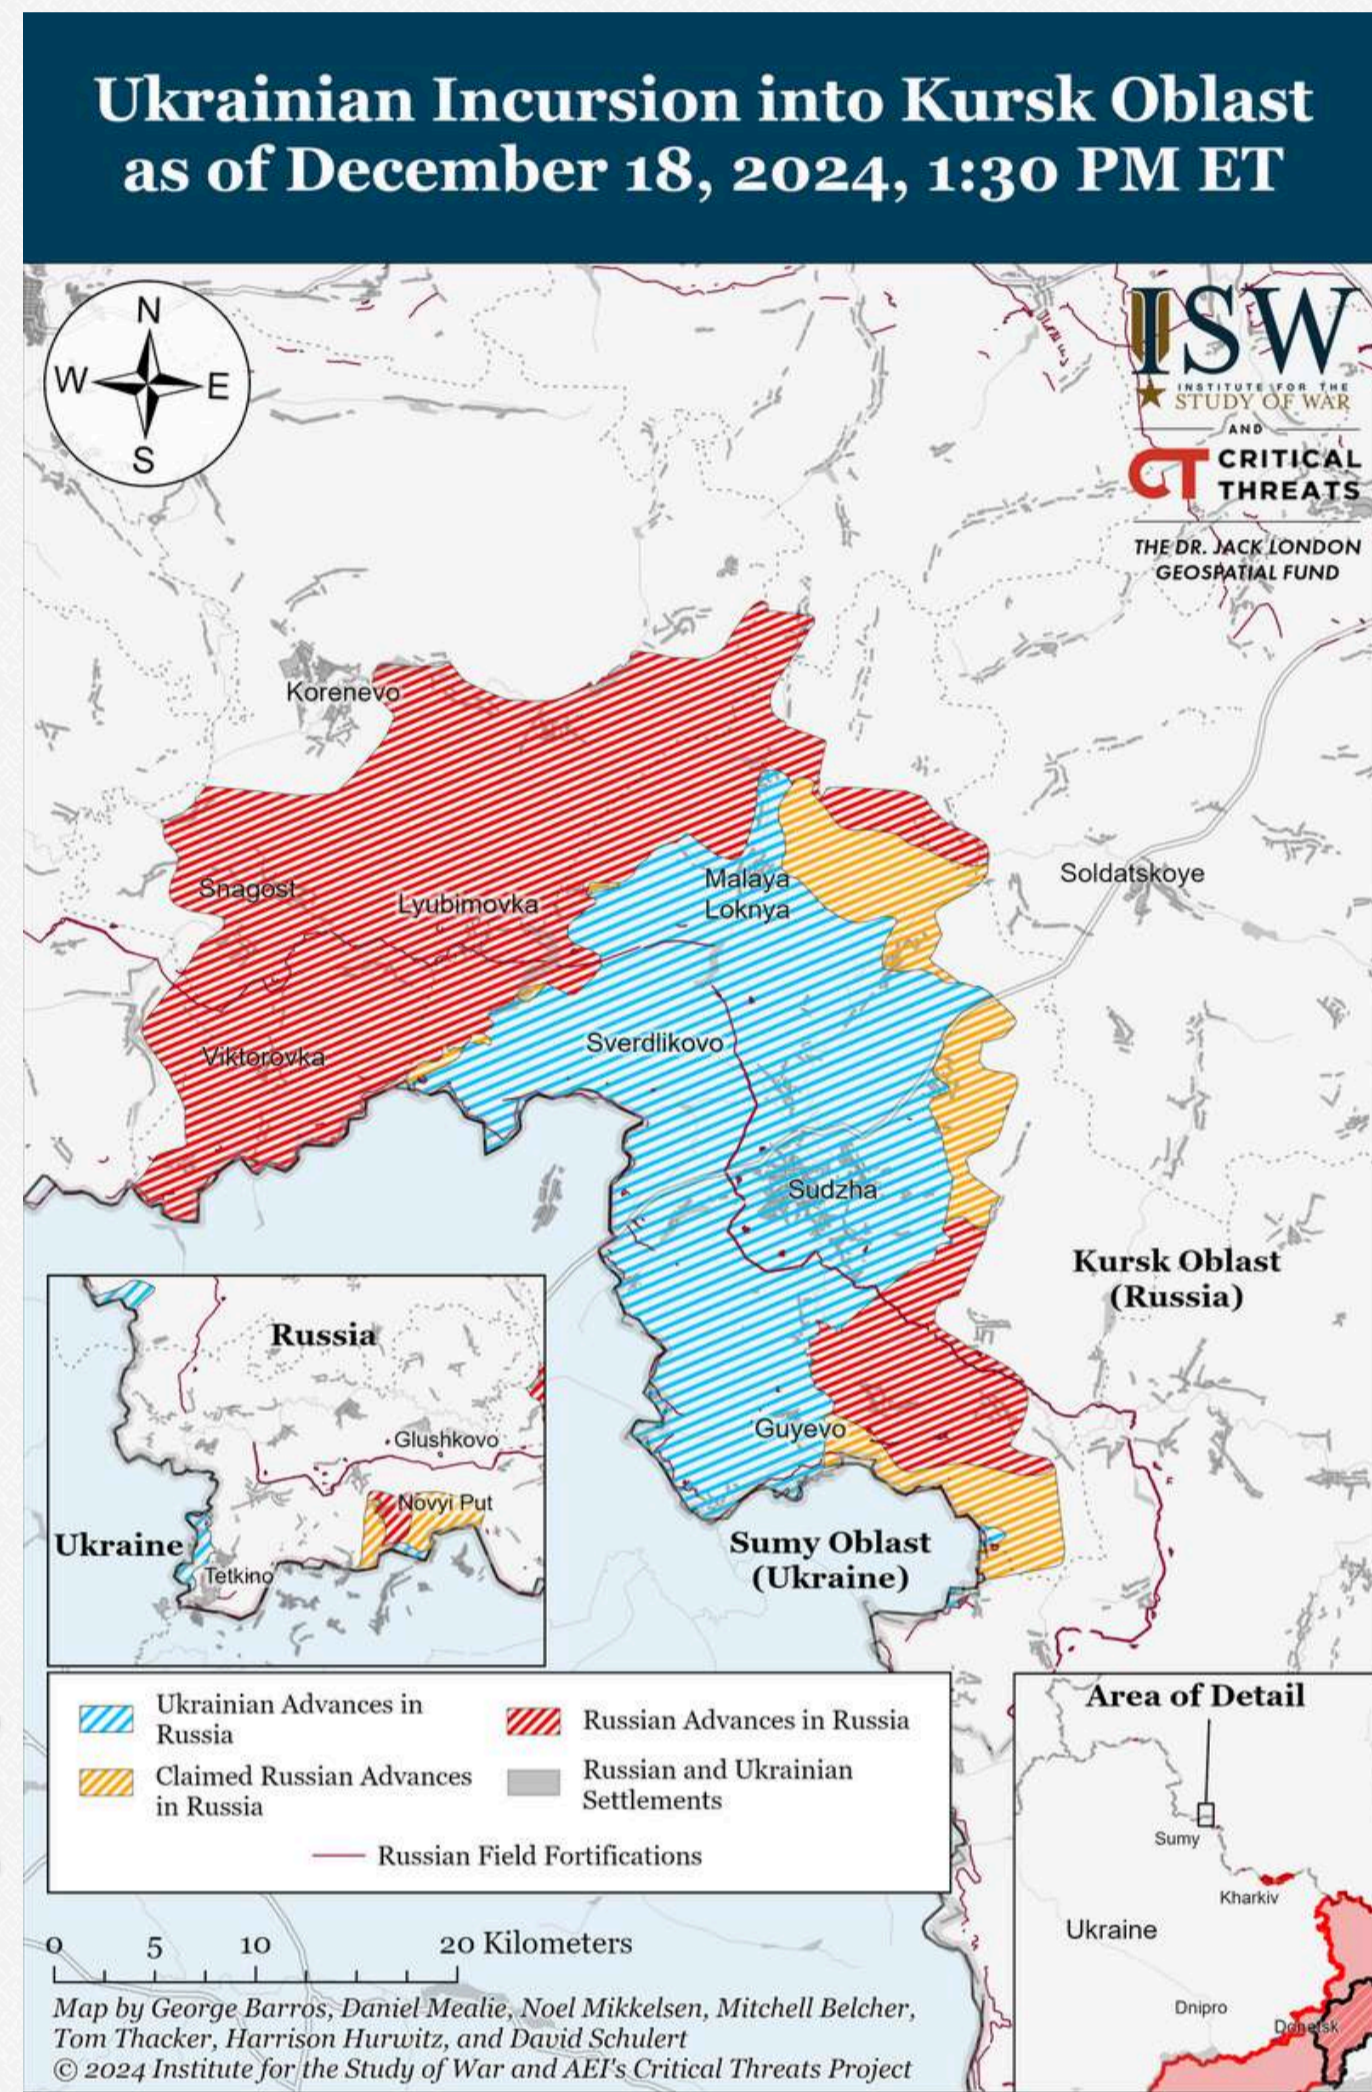 Ukrainian Incursion into Kursk Oblast
as of December 18, 2024, 1:30 PM ET
N
W
E
S
ISW
INSTITUTE FOR THE
STUDY OF WAR
AND
CT CRITICAL
THREATS
THE DR. JACK LONDON
GEOSPATIAL FUND
Korenevo
Snagost
Lyubimovka
Malaya
Loknya
Soldatskoye
Viktorovka
Sverdlikovo
Sudzha
Kursk Oblast
(Russia)
Guyevo
Sumy Oblast
(Ukraine)
Russia
Glushkovo
Novyi Put
Ukraine
Tetkino
Ukrainian Advances in
Russia
Russian Advances in Russia
Claimed Russian Advances
in Russia
Russian and Ukrainian
Settlements
Russian Field Fortifications
Area of Detail
Sumy
Kharkiv
Ukraine
Dnipro
Donetsk
0 5 10 20 Kilometers
Map by George Barros, Daniel Mealie, Noel Mikkelsen, Mitchell Belcher,
Tom Thacker, Harrison Hurwitz, and David Schulert
© 2024 Institute for the Study of War and AEI's Critical Threats Project